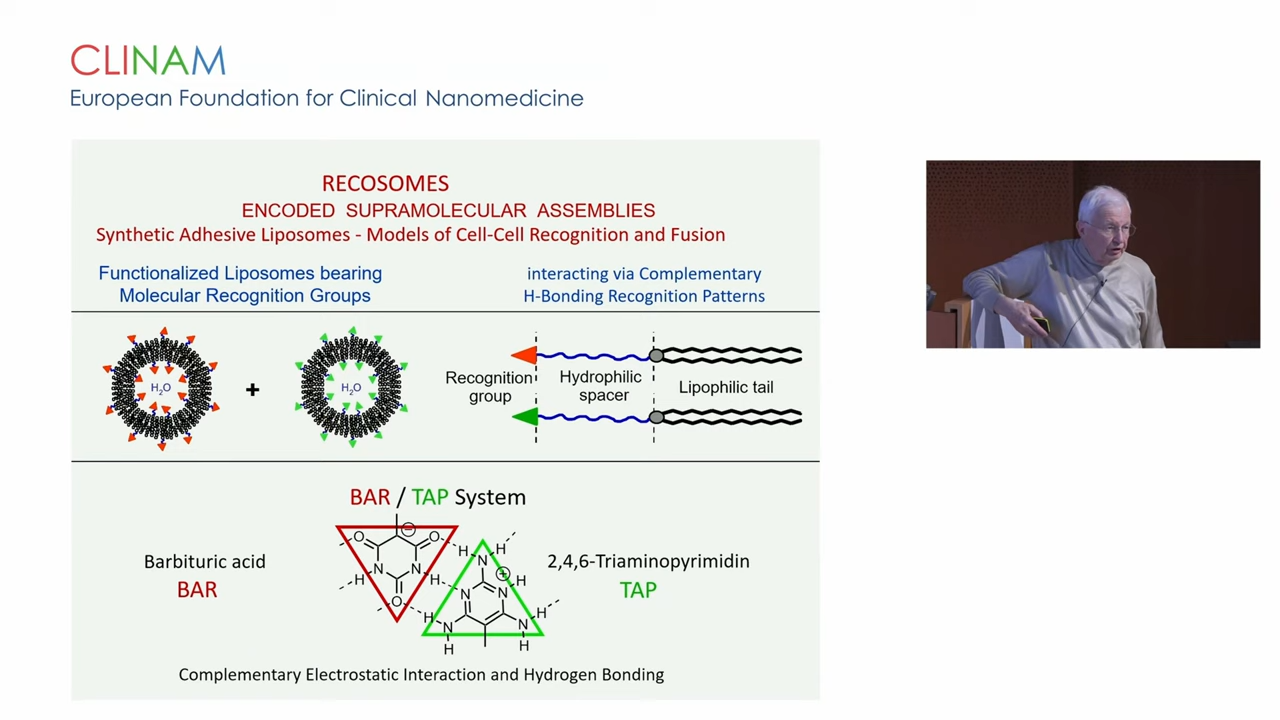 CLINAM
European Foundation for Clinical Nanomedicine
RECOSOMES
ENCODED SUPRAMOLECULAR ASSEMBLIES
Synthetic Adhesive Liposomes - Models of Cell-Cell Recognition and Fusion
Functionalized Liposomes bearing
Molecular Recognition Groups
interacting via Complementary
H-Bonding Recognition Patterns
H2O
+
H2O
Recognition
group
Hydrophilic
spacer
Lipophilic tail
BAR / TAP System
Barbituric acid
BAR
2,4,6-Triaminopyrimidin
TAP
O
⊖
O
N
N
H
H
O
H
H
N
⊕
H
N
N
H
H
N
N
H
H
Complementary Electrostatic Interaction and Hydrogen Bonding